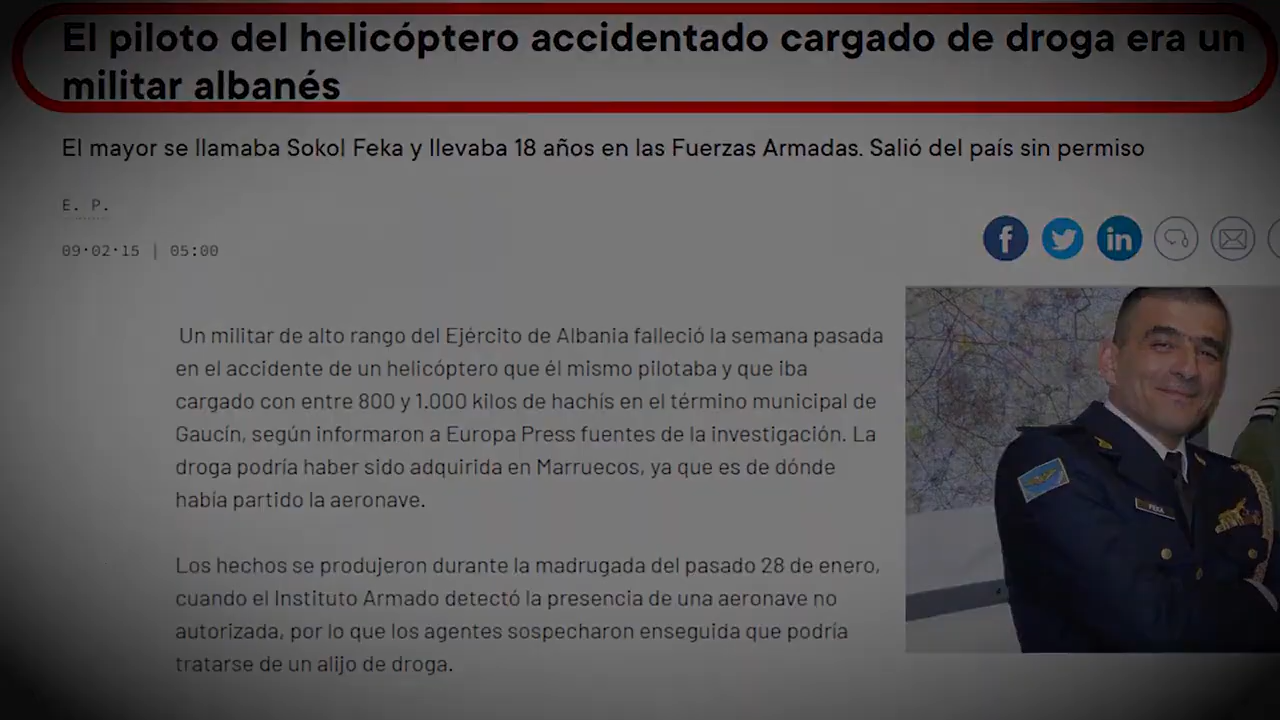 El piloto del helicóptero accidentado cargado de droga era un
militar albanés
El mayor se llamaba Sokol Feka y llevaba 18 años en las Fuerzas Armadas. Salió del país sin permiso
E. P.
09·02·15 | 05:00
Un militar de alto rango del Ejército de Albania falleció la semana pasada
en el accidente de un helicóptero que él mismo pilotaba y que iba
cargado con entre 800 y 1.000 kilos de hachís en el término municipal de
Gaucín, según informaron a Europa Press fuentes de la investigación. La
droga podría haber sido adquirida en Marruecos, ya que es de dónde
había partido la aeronave.
Los hechos se produjeron durante la madrugada del pasado 28 de enero,
cuando el Instituto Armado detectó la presencia de una aeronave no
autorizada, por lo que los agentes sospecharon enseguida que podría
tratarse de un alijo de droga.
FEKA